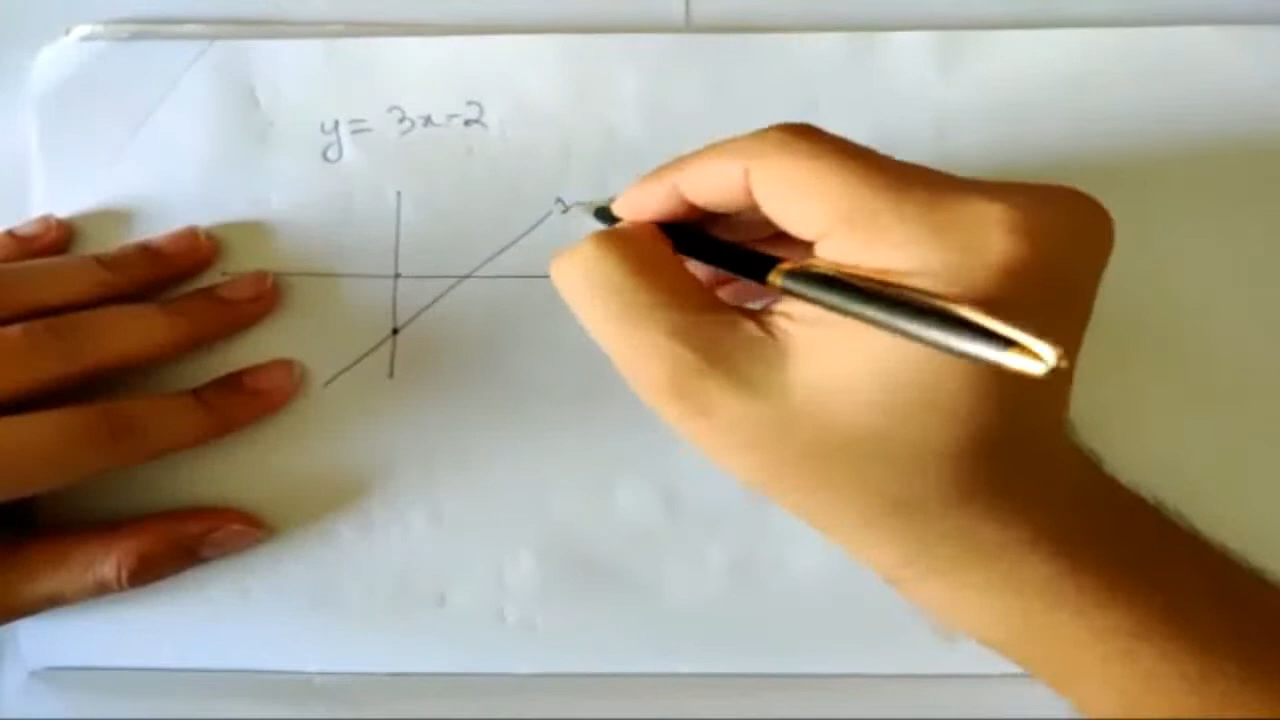 y = 3x-2